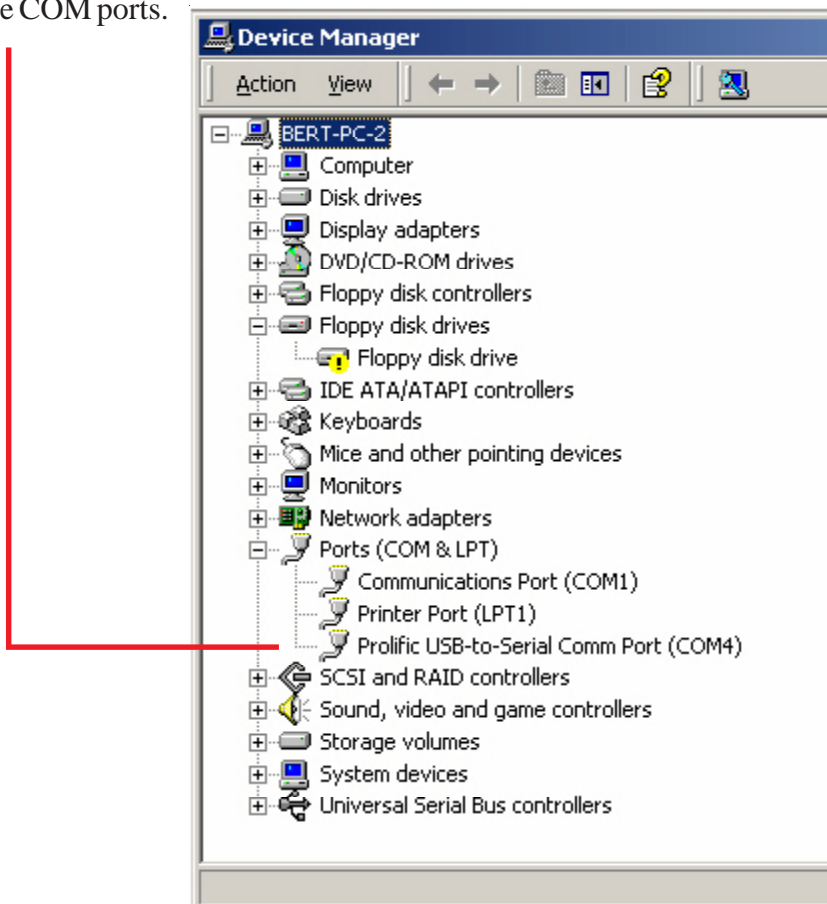 e COM ports.
Device Manager
Action View
BERT-PC-2
Computer
Disk drives
Display adapters
DVD/CD-ROM drives
Floppy disk controllers
Floppy disk drives
Floppy disk drive
IDE ATA/ATAPI controllers
Keyboards
Mice and other pointing devices
Monitors
Network adapters
Ports (COM & LPT)
Communications Port (COM1)
Printer Port (LPT1)
Prolific USB-to-Serial Comm Port (COM4)
SCSI and RAID controllers
Sound, video and game controllers
Storage volumes
System devices
Universal Serial Bus controllers